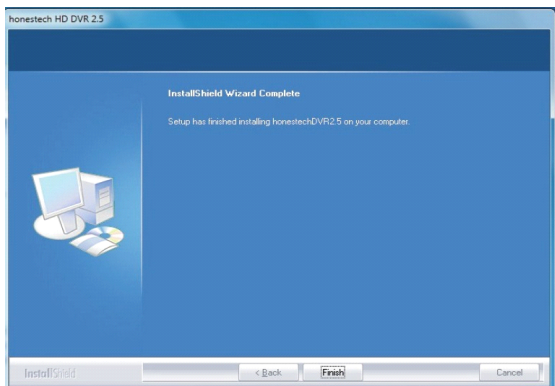 honestech HD DVR 2.5
InstallShield Wizard Complete
Setup has finished installing honestechDVR2.5 on your computer.
InstallShield
< Back
Finish
Cancel